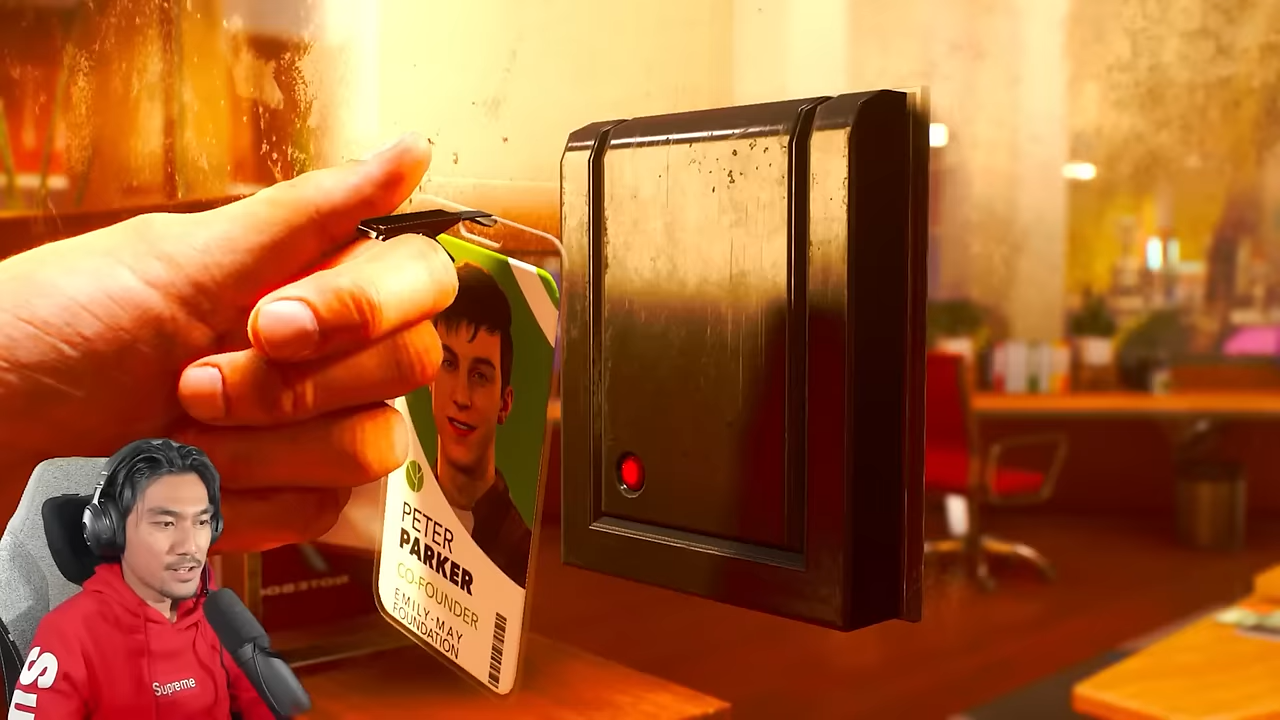 PETER
PARKER
CO-FOUNDER
EMILY-MAY
FOUNDATION
Supreme